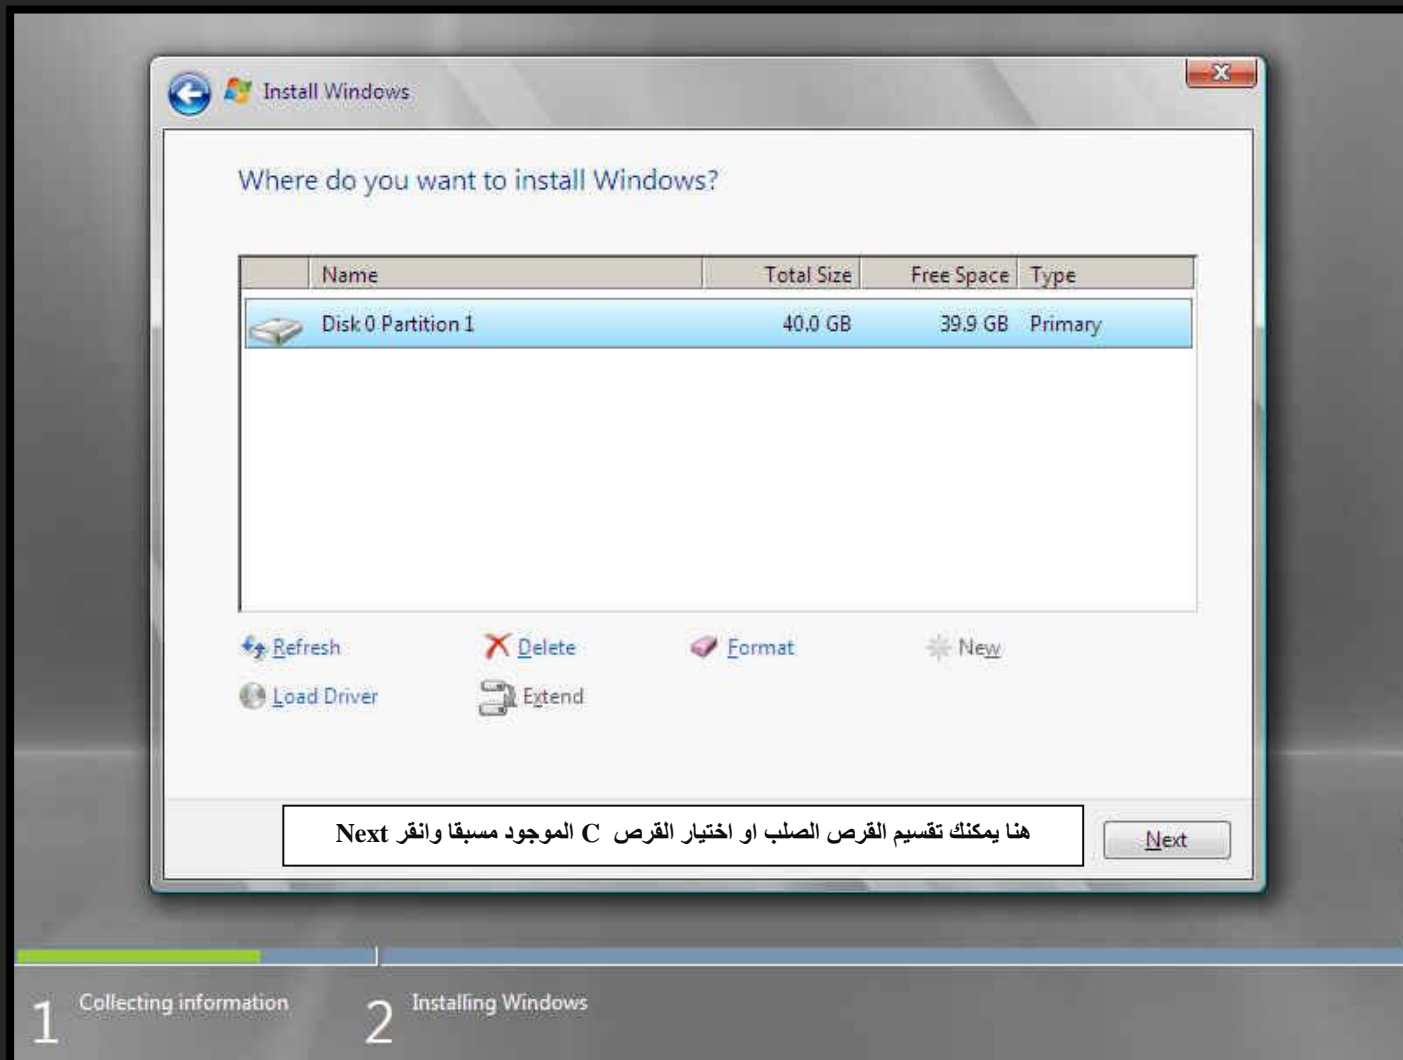 Install Windows
Where do you want to install Windows?
Name Total Size Free Space Type
Disk 0 Partition 1 40.0 GB 39.9 GB Primary
Refresh Delete Format New
Load Driver Extend
هنا يمكنك تقسيم القرص الصلب او اختيار القرص C الموجود مسبقا وانقر Next
Next
1 Collecting information 2 Installing Windows